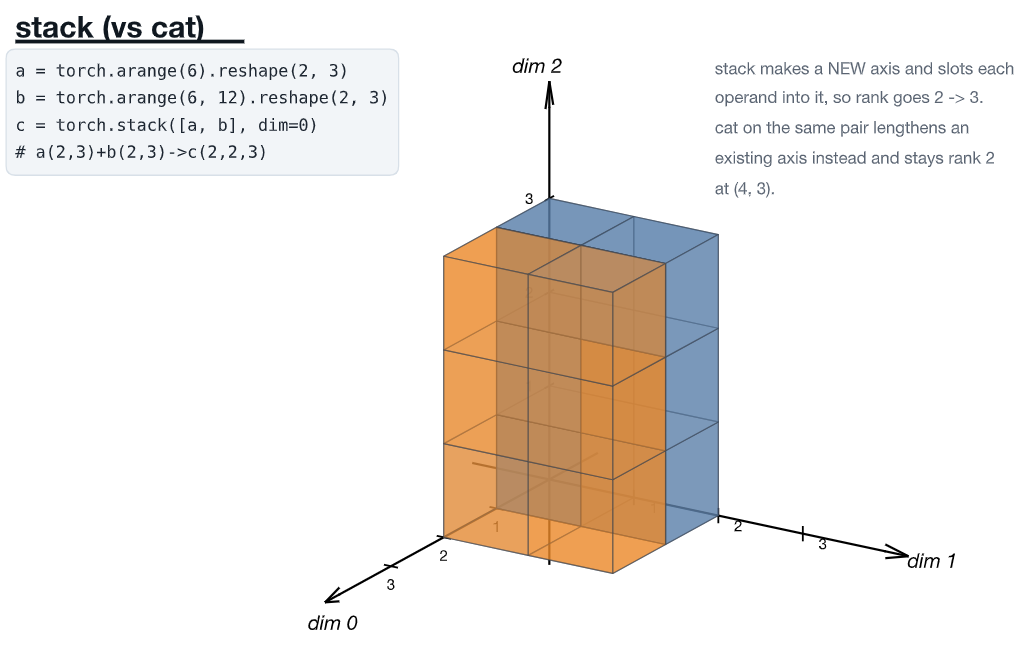 stack (vs cat)
a = torch.arange(6).reshape(2, 3)
b = torch.arange(6, 12).reshape(2, 3)
c = torch.stack([a, b], dim=0)
# a(2,3)+b(2,3)->c(2,2,3)
stack makes a NEW axis and slots each
operand into it, so rank goes 2 -> 3.
cat on the same pair lengthens an
existing axis instead and stays rank 2
at (4, 3).
dim 2
3
1
1
2
2
3
3
dim 1
dim 0